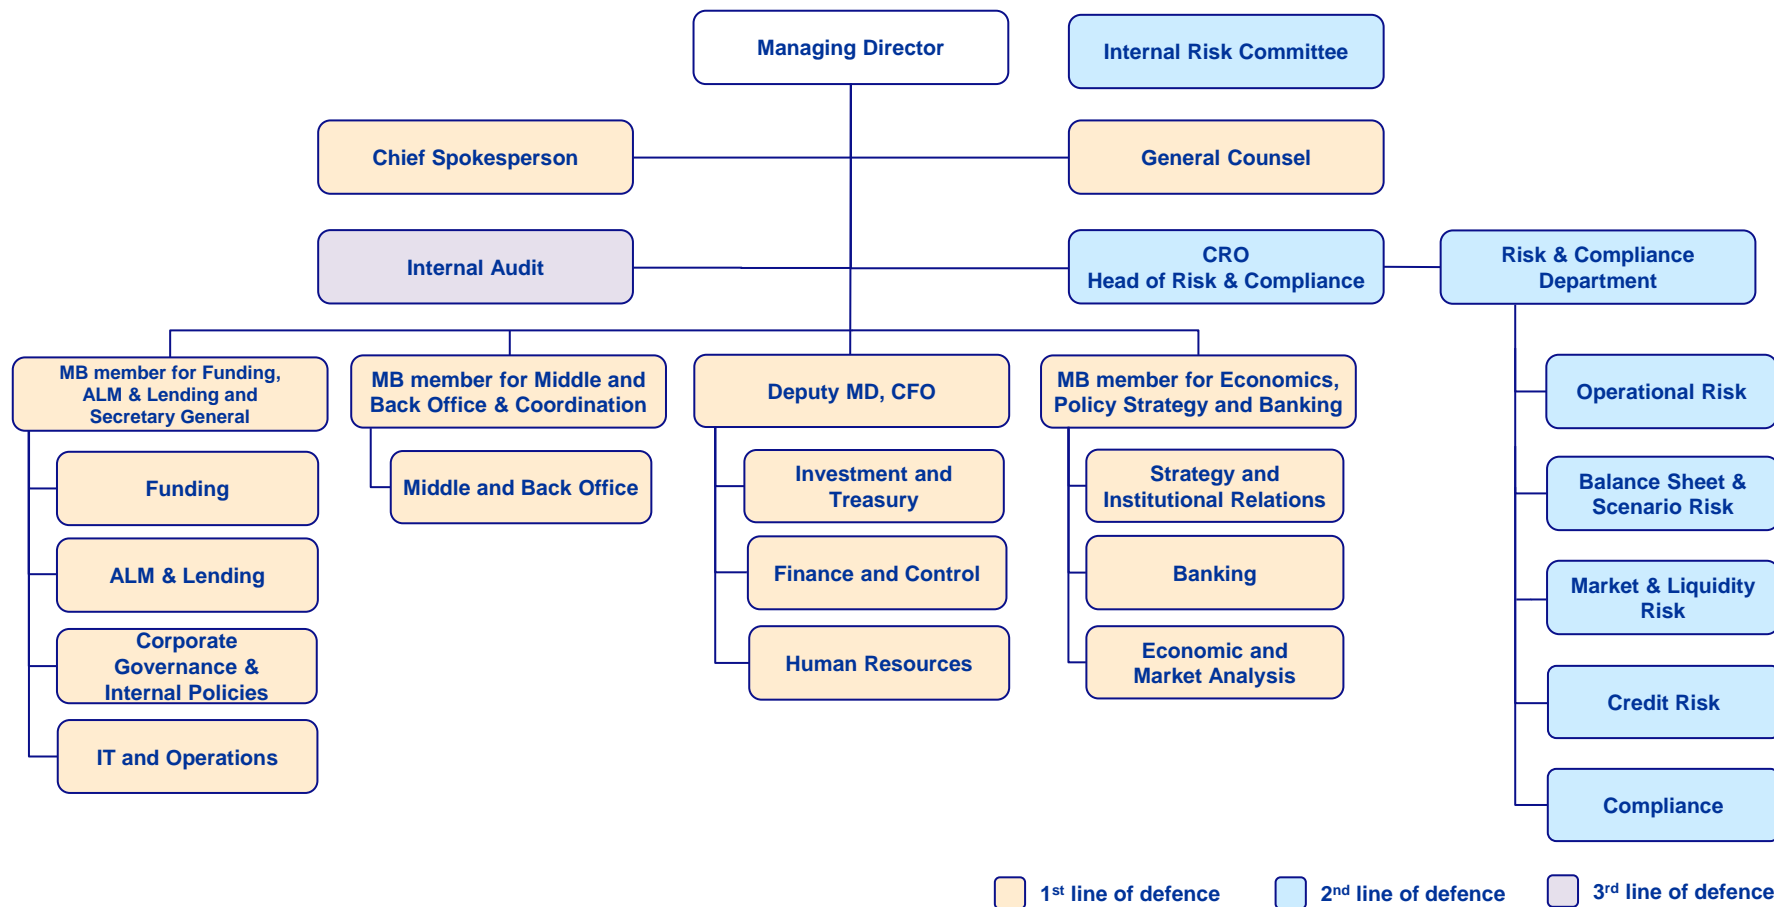 Managing Director
Internal Risk Committee
Chief Spokesperson
General Counsel
Internal Audit
CRO
Head of Risk & Compliance
Risk & Compliance
Department
MB member for Funding,
ALM & Lending and
Secretary General
MB member for Middle and
Back Office & Coordination
Deputy MD, CFO
MB member for Economics,
Policy Strategy and Banking
Funding
ALM & Lending
Corporate
Governance &
Internal Policies
IT and Operations
Middle and Back Office
Investment and
Treasury
Finance and Control
Human Resources
Strategy and
Institutional Relations
Banking
Economic and
Market Analysis
Operational Risk
Balance Sheet &
Scenario Risk
Market & Liquidity
Risk
Credit Risk
Compliance
1st line of defence
2nd line of defence
3rd line of defence